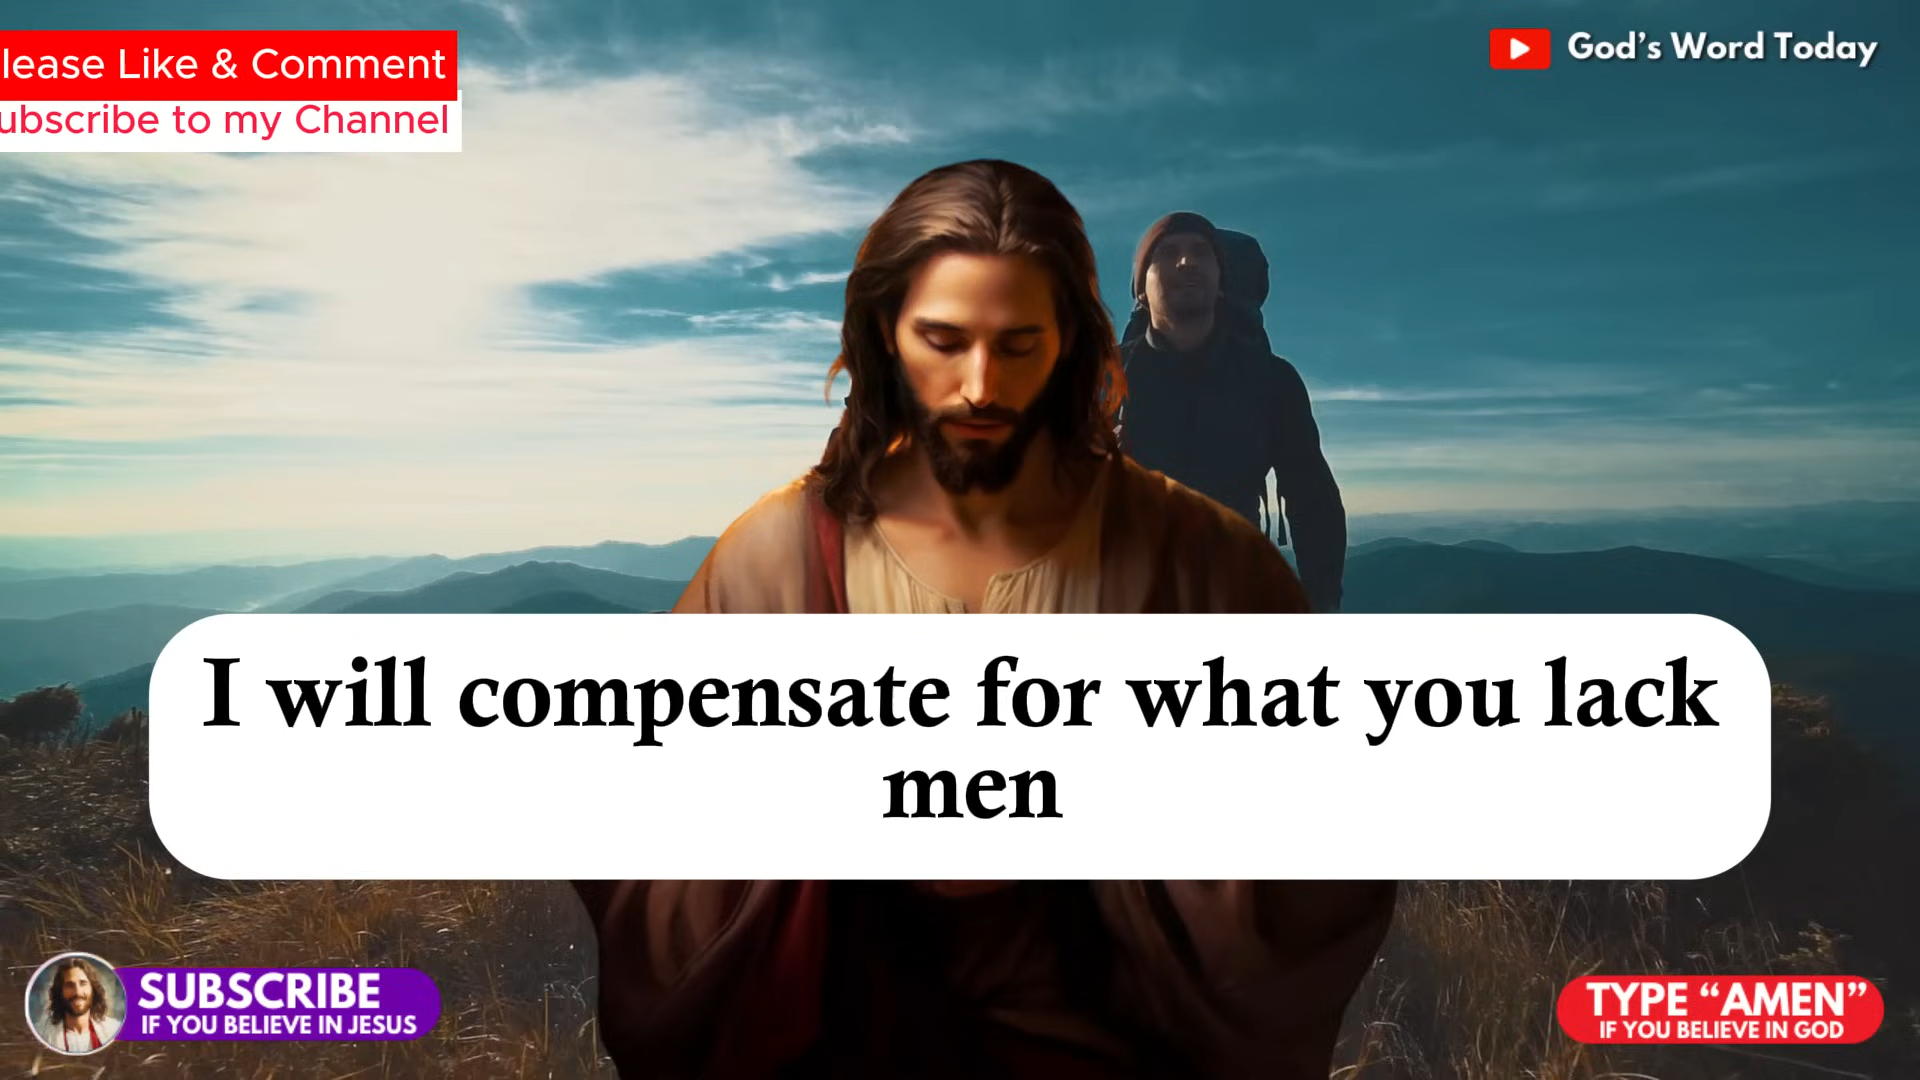 lease Like & Comment
ubscribe to my Channel
God's Word Today
I will compensate for what you lack
men
SUBSCRIBE
IF YOU BELIEVE IN JESUS
TYPE “AMEN”
IF YOU BELIEVE IN GOD